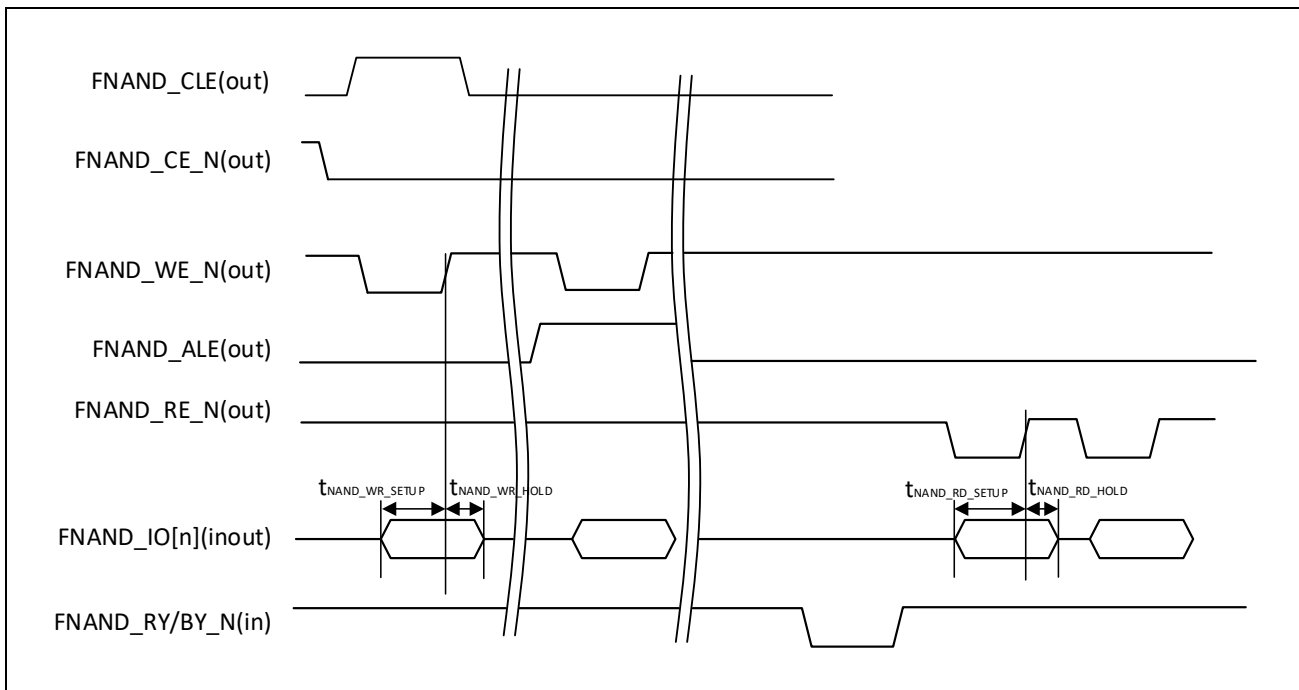 FNAND_CLE(out)
FNAND_CE_N(out)
FNAND_WE_N(out)
FNAND_ALE(out)
FNAND_RE_N(out)
tNAND_WR_SETUP tNAND_WR_HOLD tNAND_RD_SETUP tNAND_RD_HOLD
FNAND_IO[n](inout)
FNAND_RY/BY_N(in)